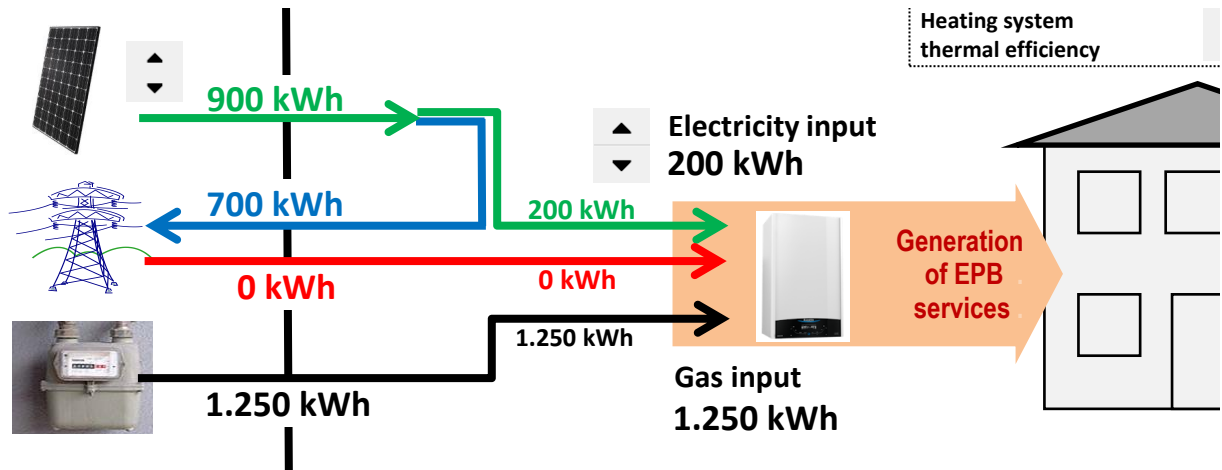 Heating system
thermal efficiency
900 kWh
Electricity input
200 kWh
700 kWh
200 kWh
0 kWh
0 kWh
Generation
of EPB
services
1.250 kWh
1.250 kWh
Gas input
1.250 kWh